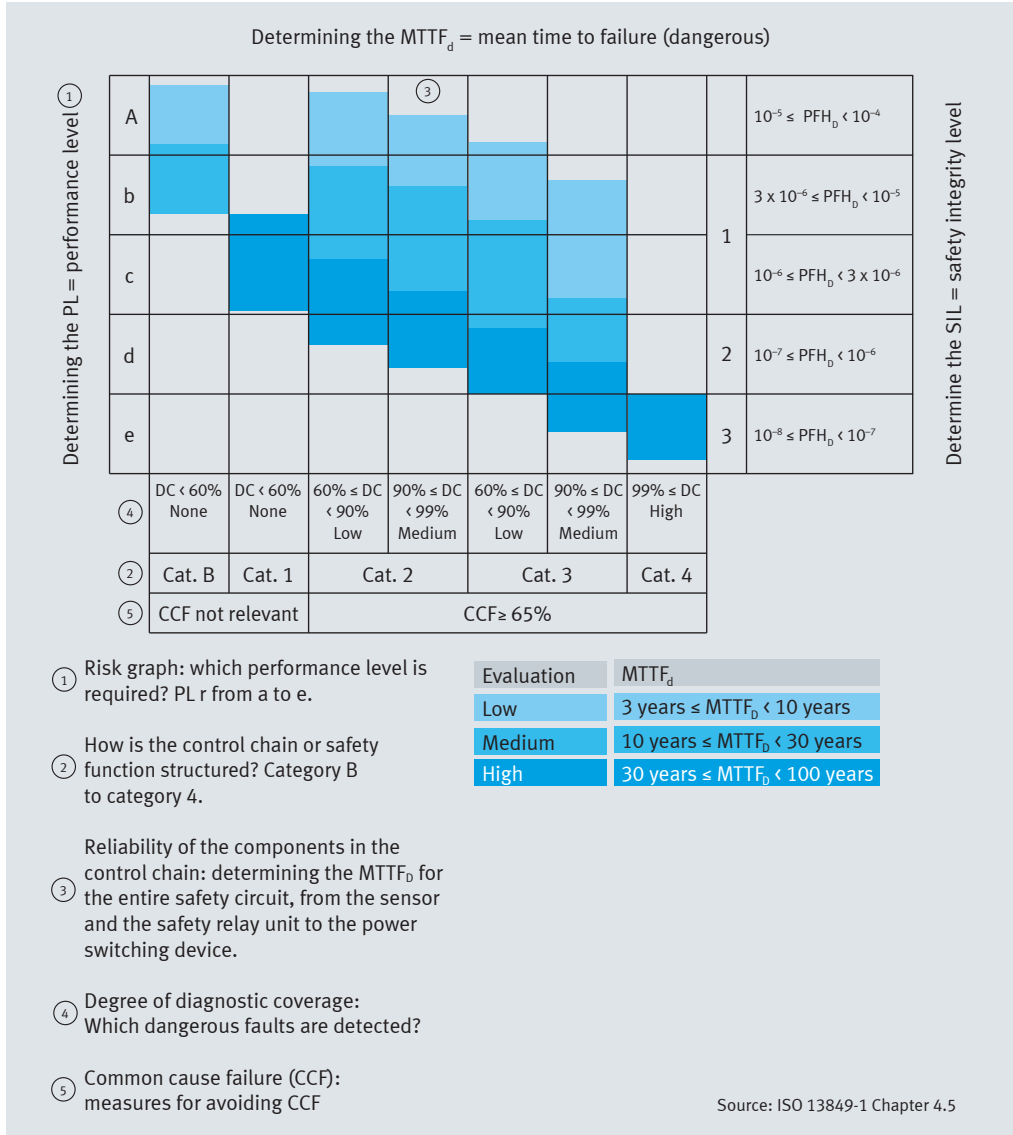 Determining the MTTFd = mean time to failure (dangerous)
Determining the PL = performance level
1
3
A
10⁻⁵ ≤ PFHD < 10⁻⁴
b
3 x 10⁻⁶ ≤ PFHD < 10⁻⁵
1
c
10⁻⁶ ≤ PFHD < 3 x 10⁻⁶
d
2
10⁻⁷ ≤ PFHD < 10⁻⁶
e
3
10⁻⁸ ≤ PFHD < 10⁻⁷
Determine the SIL = safety integrity level
4
DC < 60%
None
DC < 60%
None
60% ≤ DC
< 90%
Low
90% ≤ DC
< 99%
Medium
60% ≤ DC
< 90%
Low
90% ≤ DC
< 99%
Medium
99% ≤ DC
High
2
Cat. B
Cat. 1
Cat. 2
Cat. 3
Cat. 4
5
CCF not relevant
CCF≥ 65%
1
Risk graph: which performance level is
required? PL r from a to e.
2
How is the control chain or safety
function structured? Category B
to category 4.
3
Reliability of the components in the
control chain: determining the MTTFD for
the entire safety circuit, from the sensor
and the safety relay unit to the power
switching device.
4
Degree of diagnostic coverage:
Which dangerous faults are detected?
5
Common cause failure (CCF):
measures for avoiding CCF
Evaluation MTTFd
Low 3 years ≤ MTTFD < 10 years
Medium 10 years ≤ MTTFD < 30 years
High 30 years ≤ MTTFD < 100 years
Source: ISO 13849-1 Chapter 4.5